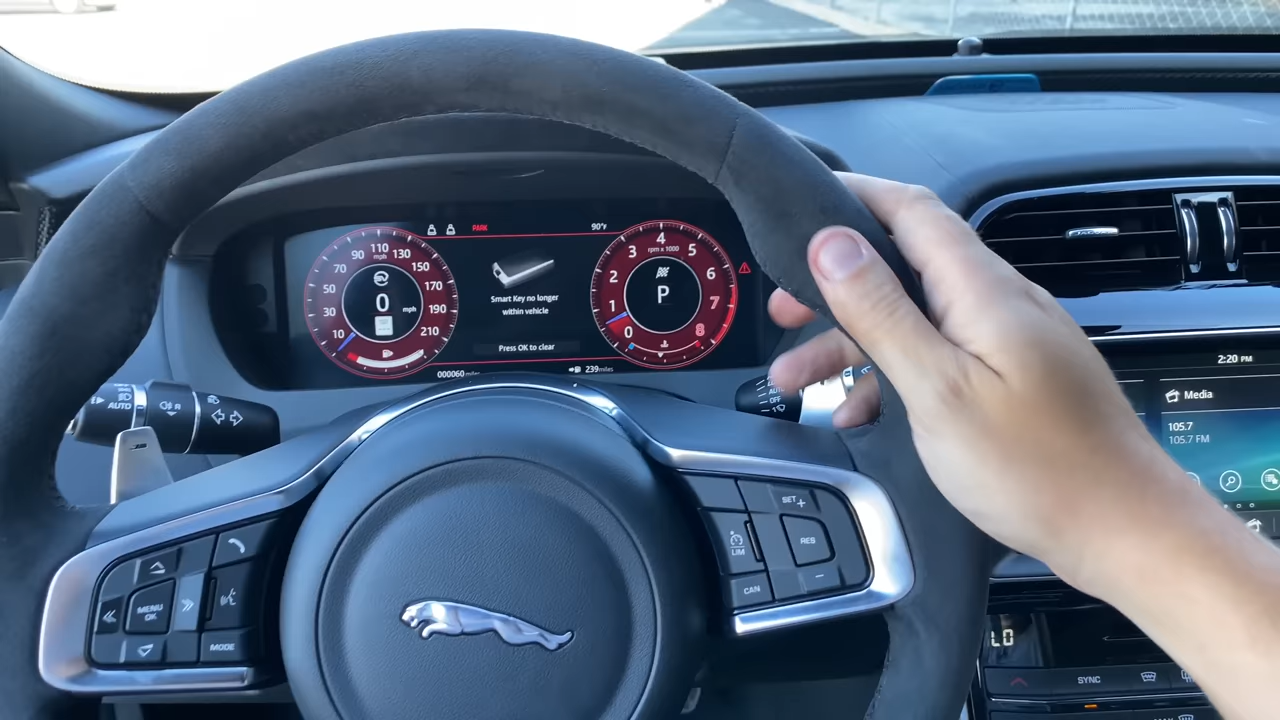 PARK
90°F
10
30
50
70
90
110
mph
130
150
170
190
210
0
mph
Smart Key no longer
within vehicle
Press OK to clear
0
1
2
3
4
5
6
7
8
rpm x 1000
P
000060 miles
239 miles
AUTO
R
AUTO
OFF
1
2:20 PM
Media
105.7
105.7 FM
MENU
OK
MODE
SET +
RES
LIM
CAN
−
LO
SYNC